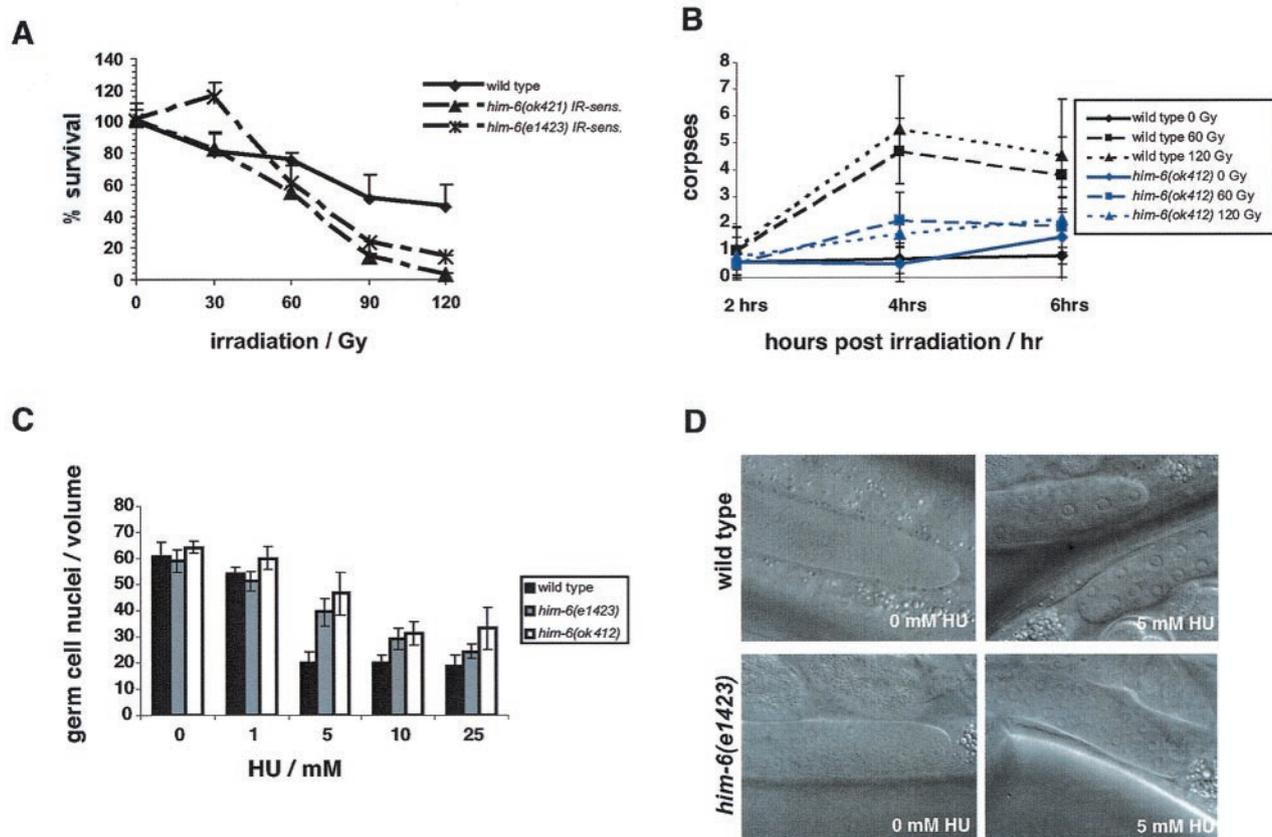 A
% survival
140
120
100
80
60
40
20
0
0 30 60 90 120
irradiation / Gy
wild type
him-6(ok421) IR-sens.
him-6(e1423) IR-sens.
B
corpses
8
7
6
5
4
3
2
1
0
2 hrs 4hrs 6hrs
hours post irradiation / hr
wild type 0 Gy
wild type 60 Gy
wild type 120 Gy
him-6(ok412) 0 Gy
him-6(ok412) 60 Gy
him-6(ok412) 120 Gy
C
germ cell nuclei / volume
80
70
60
50
40
30
20
10
0
0 1 5 10 25
HU / mM
wild type
him-6(e1423)
him-6(ok412)
D
wild type
0 mM HU
5 mM HU
him-6(e1423)
0 mM HU
5 mM HU